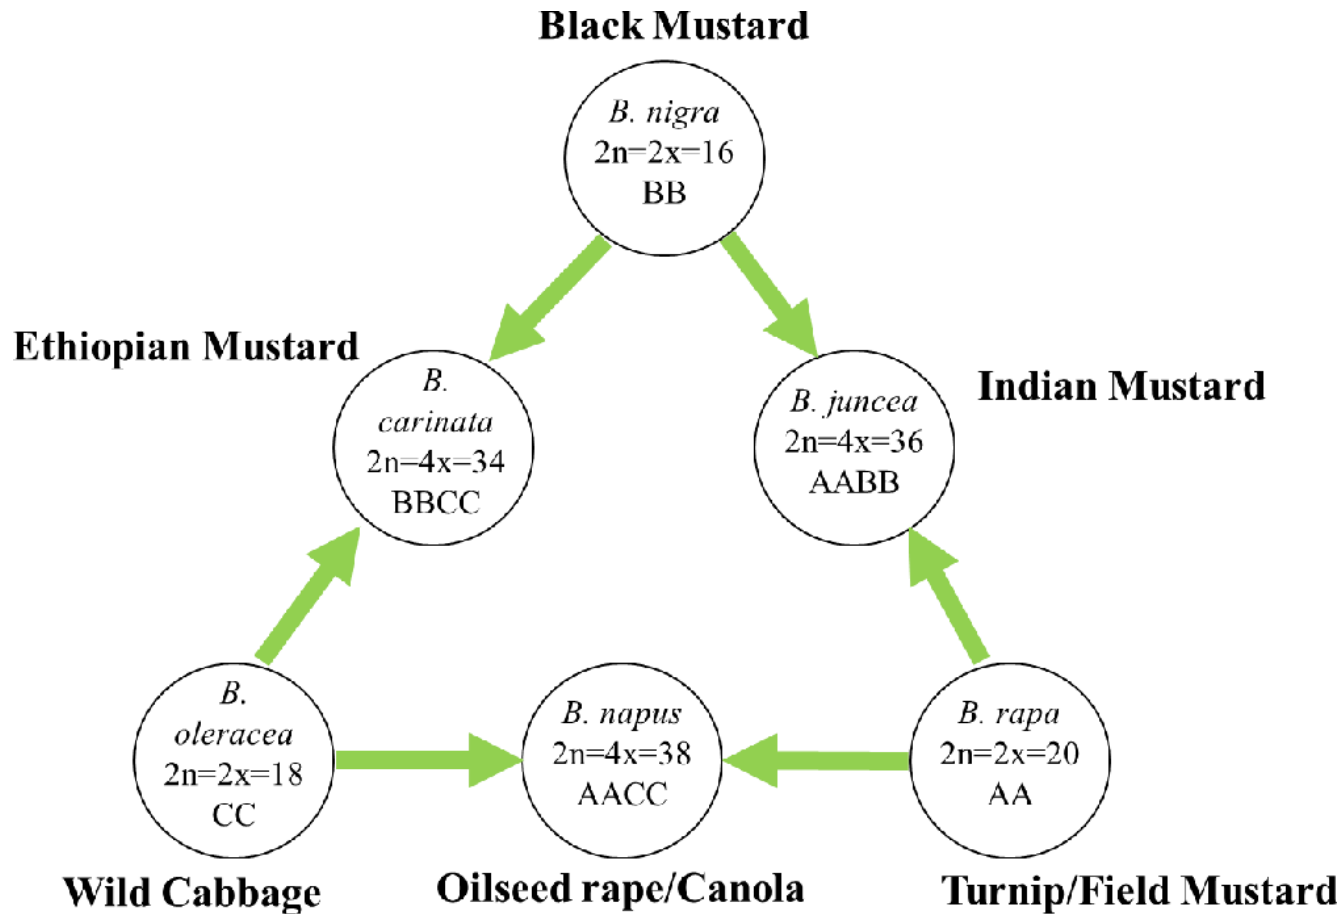 Black Mustard
B. nigra
2n=2x=16
BB
Ethiopian Mustard
B.
carinata
2n=4x=34
BBCC
Indian Mustard
B. juncea
2n=4x=36
AABB
B.
oleracea
2n=2x=18
CC
Wild Cabbage
B. napus
2n=4x=38
AACC
Oilseed rape/Canola
B. rapa
2n=2x=20
AA
Turnip/Field Mustard